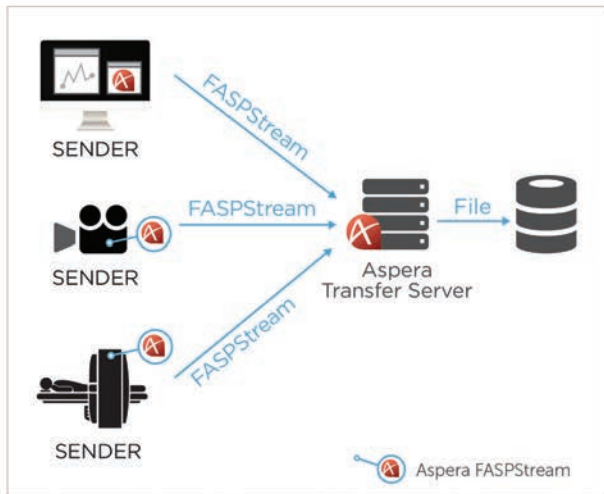 SENDER
FASPStream
SENDER
FASPStream
Aspera
Transfer Server
File
SENDER
FASPStream
Aspera FASPStream